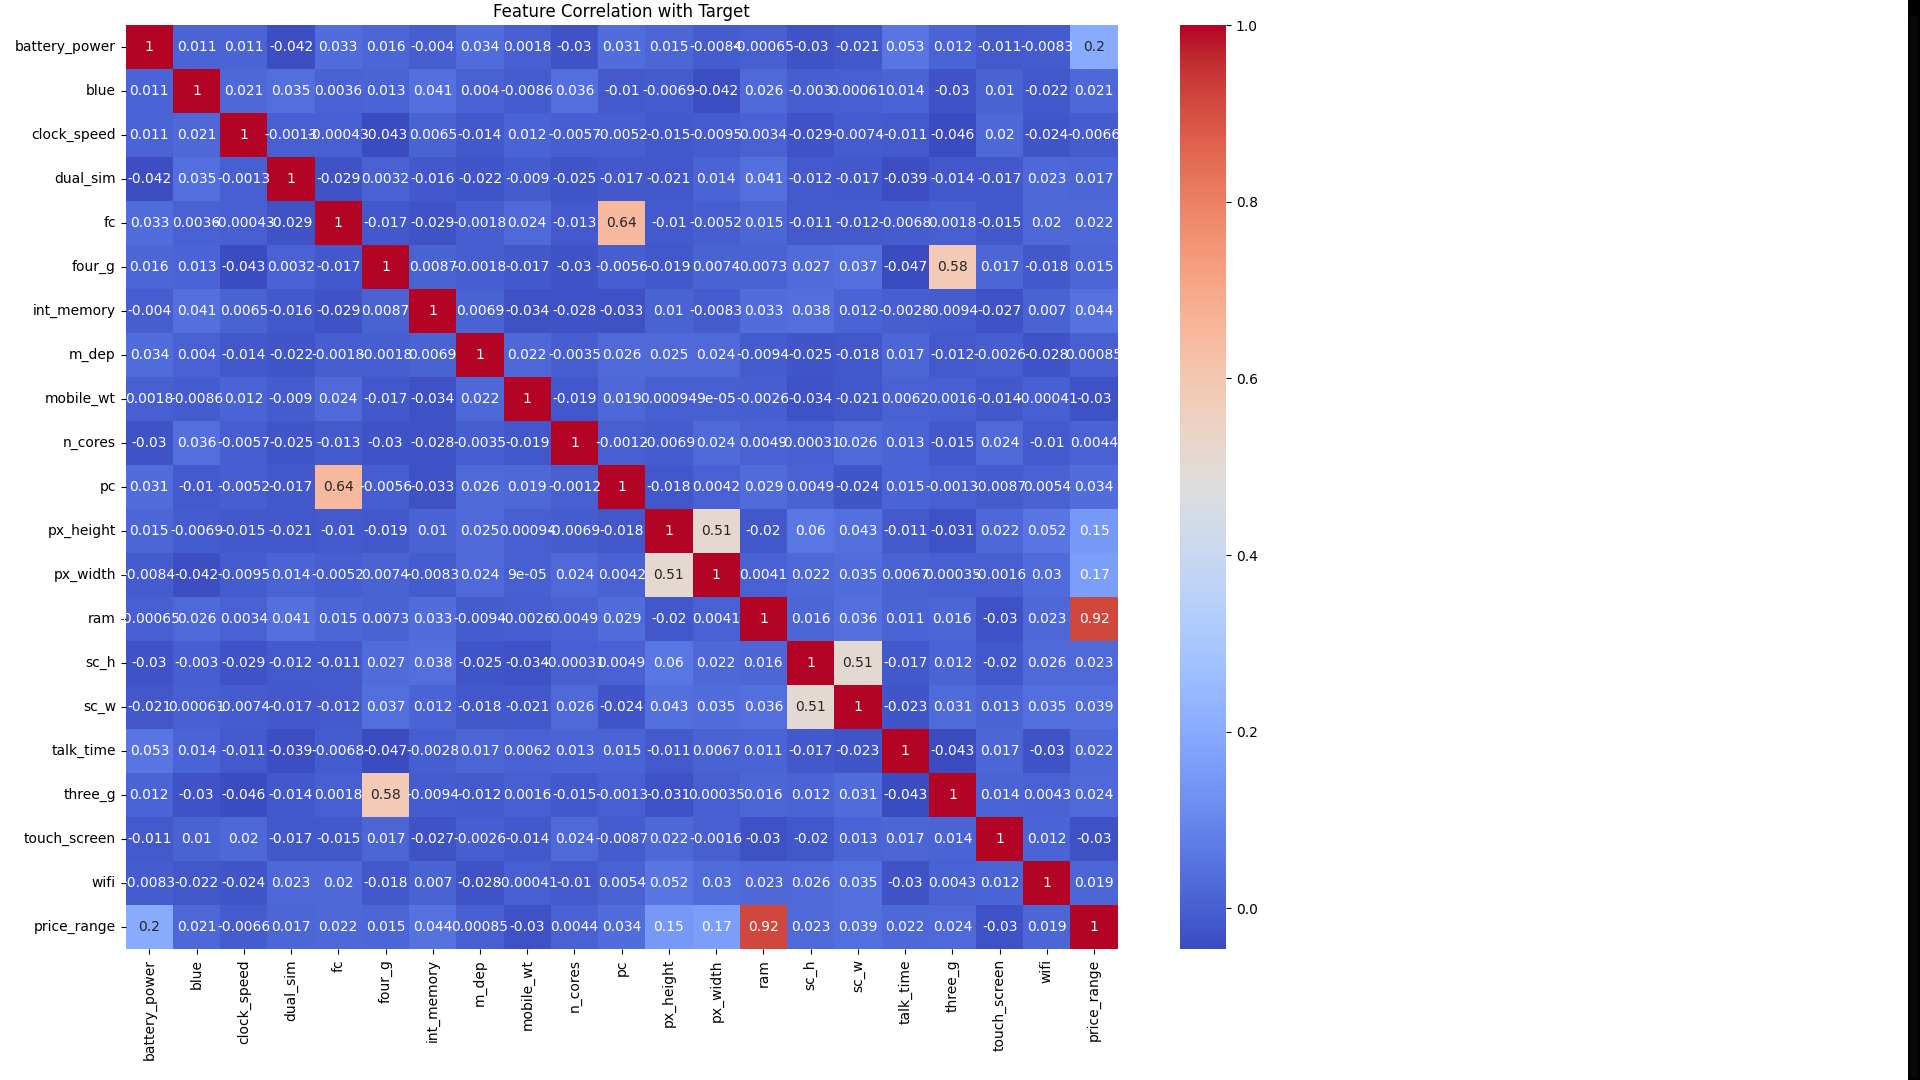 Feature Correlation with Target
battery_power 1 0.011 0.011 -0.042 0.033 0.016 -0.004 0.034 0.0018 -0.03 0.031 0.015 -0.0084 0.00065 -0.03 -0.021 0.053 0.012 -0.011 -0.0083 0.2
blue 0.011 1 0.021 0.035 0.0036 0.013 0.041 0.004 -0.0086 0.036 -0.01 -0.0069 -0.042 0.026 -0.003 0.00061 0.014 -0.03 0.01 -0.022 0.021
clock_speed 0.011 0.021 1 -0.0013 0.00043 -0.043 0.0065 -0.014 0.012 -0.0057 0.0052 -0.015 -0.0095 0.0034 -0.029 -0.0074 -0.011 -0.046 0.02 -0.024 -0.0066
dual_sim -0.042 0.035 -0.0013 1 -0.029 0.0032 -0.016 -0.022 -0.009 -0.025 -0.017 -0.021 0.014 0.041 -0.012 -0.017 -0.039 -0.014 -0.017 0.023 0.017
fc 0.033 0.0036 0.00043 -0.029 1 -0.017 -0.029 -0.0018 0.024 -0.013 0.64 -0.01 -0.0052 0.015 -0.011 -0.012 -0.0068 0.0018 -0.015 0.02 0.022
four_g 0.016 0.013 -0.043 0.0032 -0.017 1 0.0087 -0.0018 -0.017 -0.03 -0.0056 -0.019 0.0074 0.0073 0.027 0.037 -0.047 0.58 0.017 -0.018 0.015
int_memory -0.004 0.041 0.0065 -0.016 -0.029 0.0087 1 0.0069 -0.034 -0.028 -0.033 0.01 -0.0083 0.033 0.038 0.012 -0.0028 -0.0094 -0.027 0.007 0.044
m_dep 0.034 0.004 -0.014 -0.022 -0.0018 -0.0018 0.0069 1 0.022 -0.0035 0.026 0.025 0.024 -0.0094 -0.025 -0.018 0.017 -0.012 -0.0026 -0.028 0.00085
mobile_wt 0.0018 -0.0086 0.012 -0.009 0.024 -0.017 -0.034 0.022 1 -0.019 0.019 0.00094 9e-05 -0.0026 -0.034 -0.021 0.0062 0.0016 -0.014 -0.00041 -0.03
n_cores -0.03 0.036 -0.0057 -0.025 -0.013 -0.03 -0.028 -0.0035 -0.019 1 -0.0012 -0.0069 0.024 0.0049 0.00031 0.026 0.013 -0.015 0.024 -0.01 0.0044
pc 0.031 -0.01 -0.0052 -0.017 0.64 -0.0056 -0.033 0.026 0.019 -0.0012 1 -0.018 0.0042 0.029 0.0049 -0.024 0.015 -0.0013 -0.0087 0.0054 0.034
px_height 0.015 -0.0069 -0.015 -0.021 -0.01 -0.019 0.01 0.025 0.00094 -0.0069 -0.018 1 0.51 -0.02 0.06 0.043 -0.011 -0.031 0.022 0.052 0.15
px_width -0.0084 -0.042 -0.0095 0.014 -0.0052 0.0074 -0.0083 0.024 9e-05 0.024 0.0042 0.51 1 0.0041 0.022 0.035 0.0067 0.00035 -0.0016 0.03 0.17
ram -0.00065 0.026 0.0034 0.041 0.015 0.0073 0.033 -0.0094 -0.0026 0.0049 0.029 -0.02 0.0041 1 0.016 0.036 0.011 0.016 -0.03 0.023 0.92
sc_h -0.03 -0.003 -0.029 -0.012 -0.011 0.027 0.038 -0.025 -0.034 -0.00031 0.0049 0.06 0.022 0.016 1 0.51 -0.017 0.012 -0.02 0.026 0.023
sc_w -0.021 0.00061 -0.0074 -0.017 -0.012 0.037 0.012 -0.018 -0.021 0.026 -0.024 0.043 0.035 0.036 0.51 1 -0.023 0.031 0.013 0.035 0.039
talk_time 0.053 0.014 -0.011 -0.039 -0.0068 -0.047 -0.0028 0.017 0.0062 0.013 0.015 -0.011 0.0067 0.011 -0.017 -0.023 1 -0.043 0.017 -0.03 0.022
three_g 0.012 -0.03 -0.046 -0.014 0.0018 0.58 -0.0094 -0.012 0.0016 -0.015 -0.0013 -0.031 0.00035 0.016 0.012 0.031 -0.043 1 0.014 0.0043 0.024
touch_screen -0.011 0.01 0.02 -0.017 -0.015 0.017 -0.027 -0.0026 -0.014 0.024 -0.0087 0.022 -0.0016 -0.03 -0.02 0.013 0.017 0.014 1 0.012 -0.03
wifi -0.0083 -0.022 -0.024 0.023 0.02 -0.018 0.007 -0.028 -0.00041 -0.01 0.0054 0.052 0.03 0.023 0.026 0.035 -0.03 0.0043 0.012 1 0.019
price_range 0.2 0.021 -0.0066 0.017 0.022 0.015 0.044 0.00085 -0.03 0.0044 0.034 0.15 0.17 0.92 0.023 0.039 0.022 0.024 -0.03 0.019 1
battery_power blue clock_speed dual_sim fc four_g int_memory m_dep mobile_wt n_cores pc px_height px_width ram sc_h sc_w talk_time three_g touch_screen wifi price_range
1.0
0.8
0.6
0.4
0.2
0.0